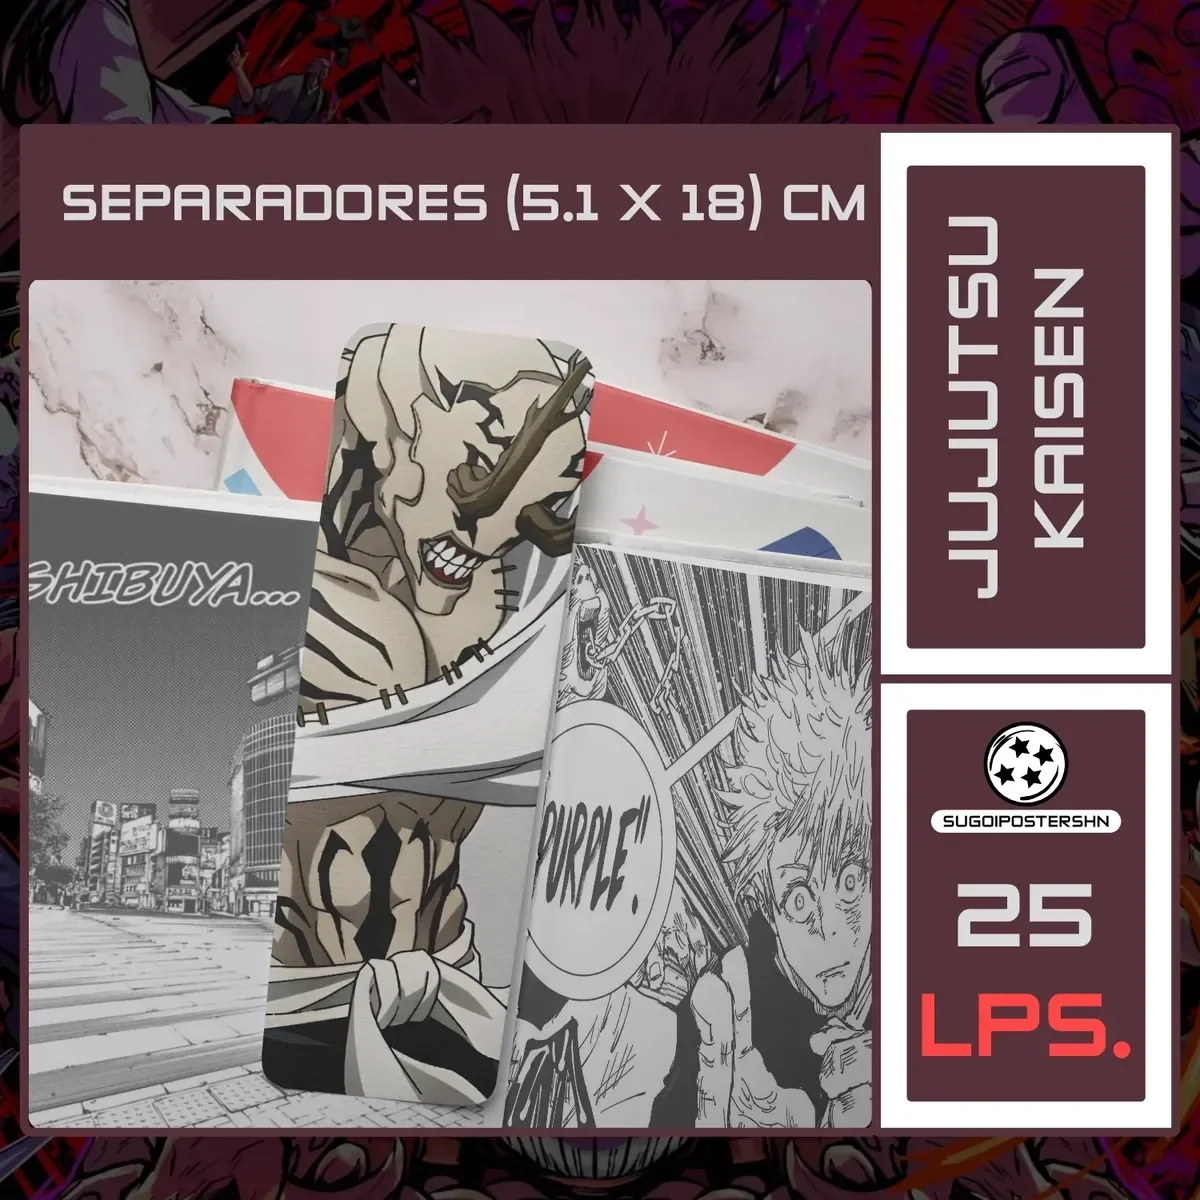 SEPARADORES (5.1 X 18) CM
JUJUTSU
KAISEN
SHIBUYA...
PURPLE".
SUGOIPOSTERSHN
25
LPS.